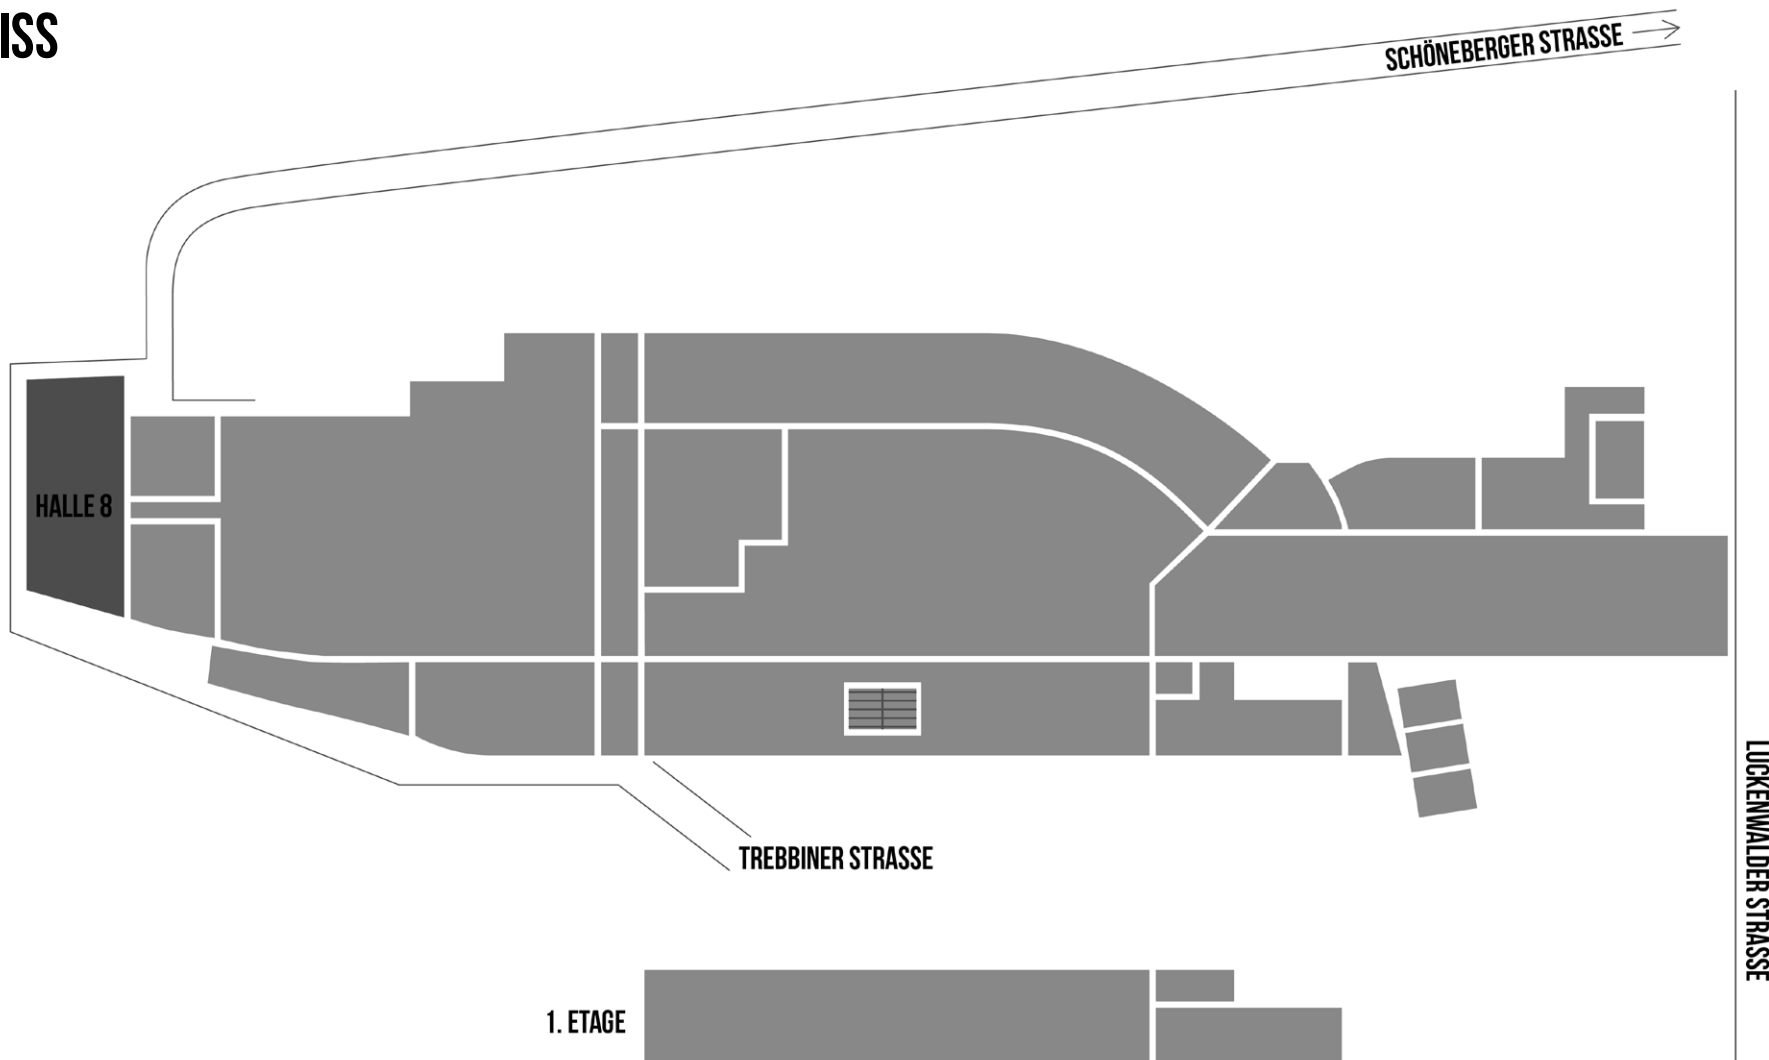 ISS
SCHÖNEBERGER STRASSE
HALLE 8
TREBBINER STRASSE
LUCKENWALDER STRASSE
1. ETAGE